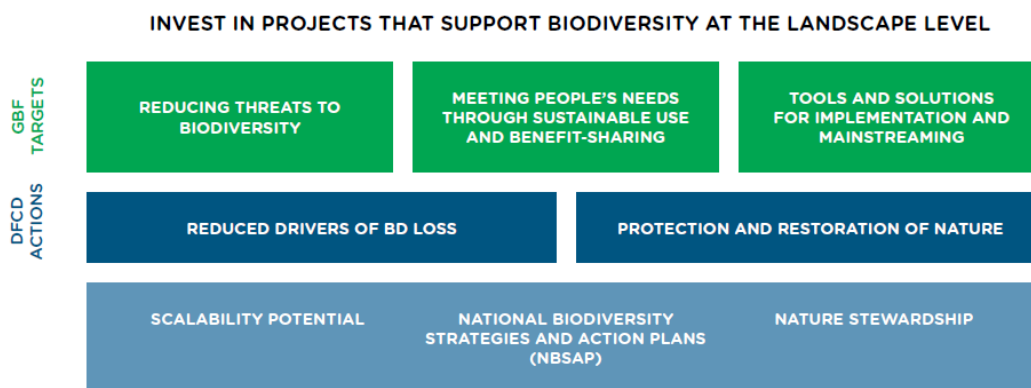 INVEST IN PROJECTS THAT SUPPORT BIODIVERSITY AT THE LANDSCAPE LEVEL
GBF
TARGETS
REDUCING THREATS TO
BIODIVERSITY
MEETING PEOPLE'S NEEDS
THROUGH SUSTAINABLE USE
AND BENEFIT-SHARING
TOOLS AND SOLUTIONS
FOR IMPLEMENTATION AND
MAINSTREAMING
DFCD
ACTIONS
REDUCED DRIVERS OF BD LOSS
PROTECTION AND RESTORATION OF NATURE
SCALABILITY POTENTIAL
NATIONAL BIODIVERSITY
STRATEGIES AND ACTION PLANS
(NBSAP)
NATURE STEWARDSHIP